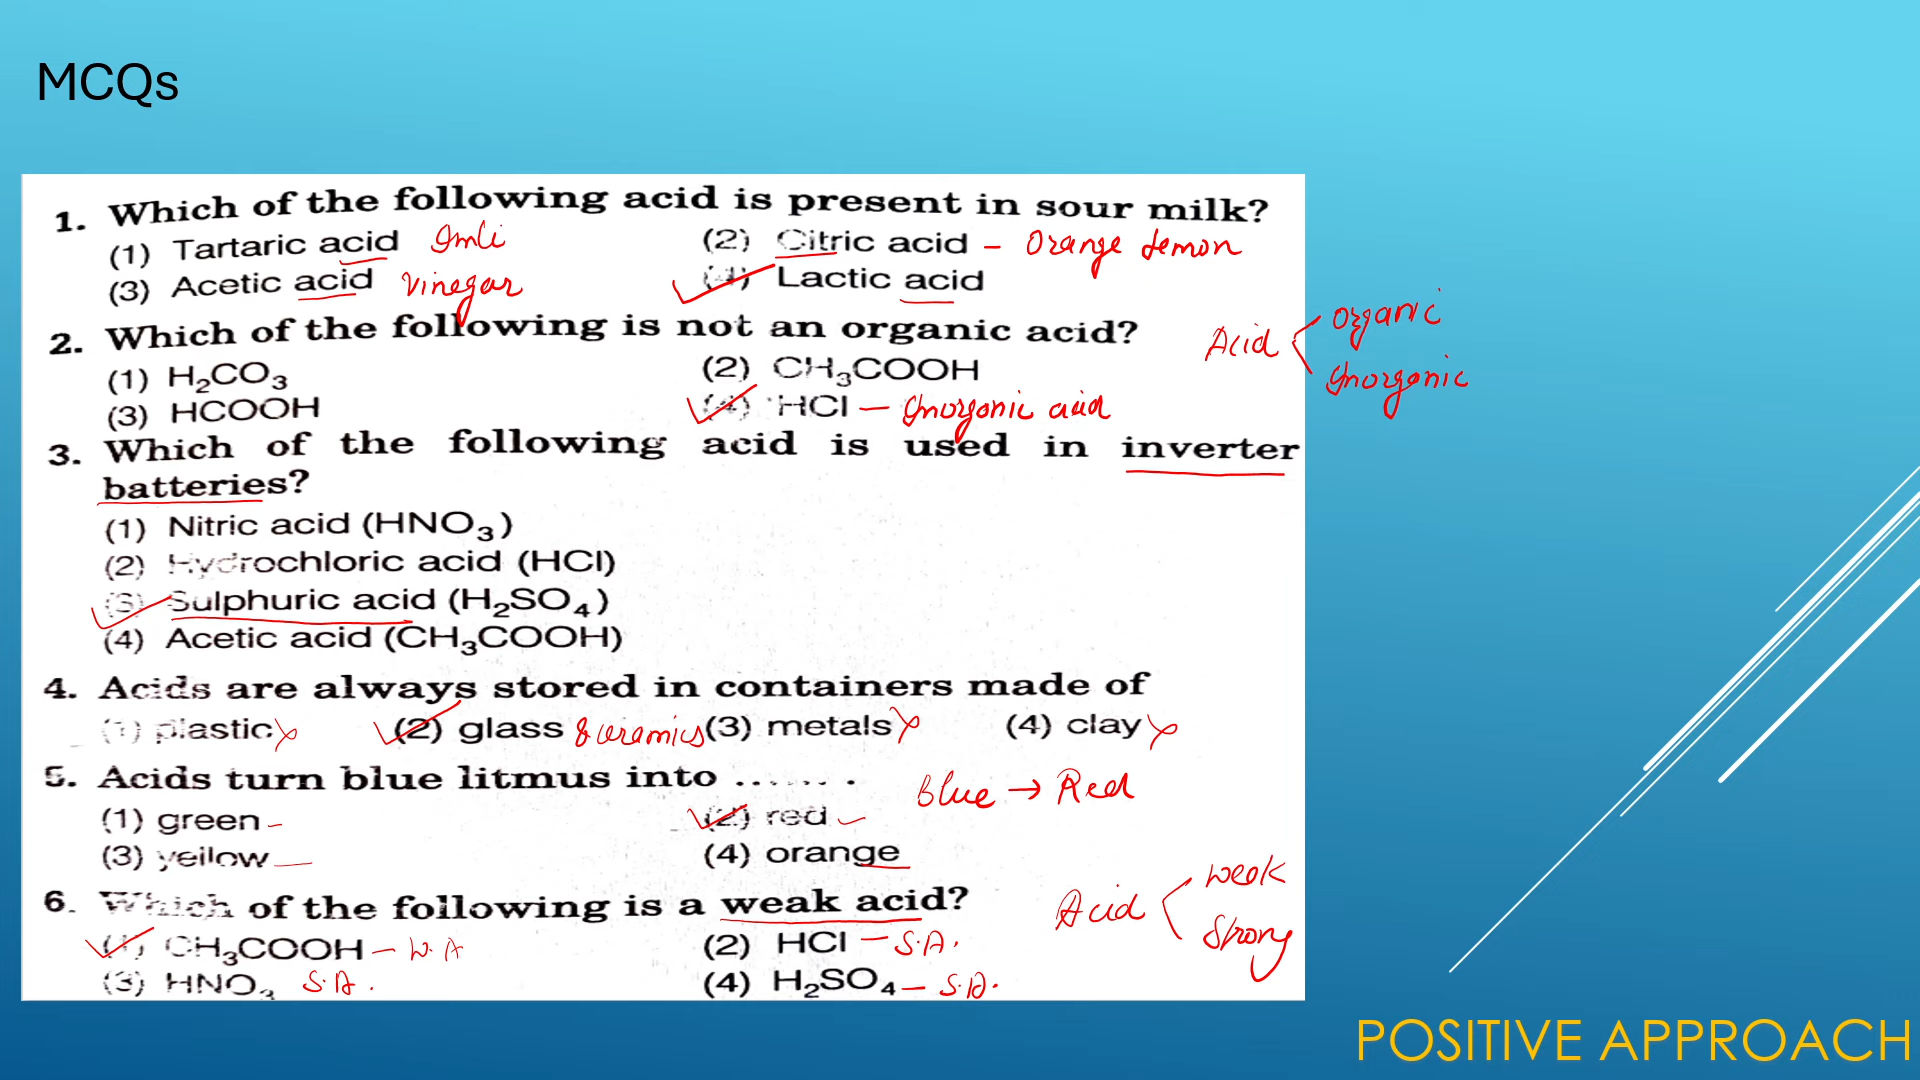 MCQs
1. Which of the following acid is present in sour milk?
(1) Tartaric acid Imli (2) Citric acid – Orange Lemon
(3) Acetic acid Vinegar (4) Lactic acid
2. Which of the following is not an organic acid?
Acid Organic
Inorganic
(1) H₂CO₃ (2) CH₃COOH
(3) HCOOH (4) HCl – Inorganic acid
3. Which of the following acid is used in inverter
batteries?
(1) Nitric acid (HNO₃)
(2) Hydrochloric acid (HCl)
(3) Sulphuric acid (H₂SO₄)
(4) Acetic acid (CH₃COOH)
4. Acids are always stored in containers made of
(1) plastic x (2) glass & ceramics (3) metals x (4) clay x
5. Acids turn blue litmus into ....... . Blue → Red
(1) green – (2) red
(3) yellow — (4) orange
6. Which of the following is a weak acid? Acid weak
Strong
(1) CH₃COOH – W.A (2) HCl – S.A.
(3) HNO₃ S.A. (4) H₂SO₄ – S.A.
POSITIVE APPROACH